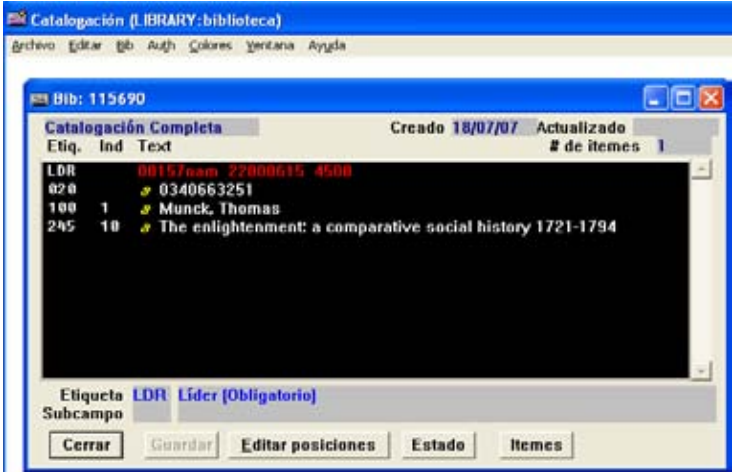 Catalogación (LIBRARY:biblioteca)
Archivo Editar Bib Auth Colores Ventana Ayuda
Bib: 115690
Catalogación Completa Creado 18/07/07 Actualizado
Etiq. Ind Text # de itemes 1
LDR 00157nam 22000615 4500
020 a 0340663251
100 1 a Munck, Thomas
245 10 a The enlightenment: a comparative social history 1721-1794
Etiqueta LDR Líder (Obligatorio)
Subcampo
Cerrar Guardar Editar posiciones Estado Itemes